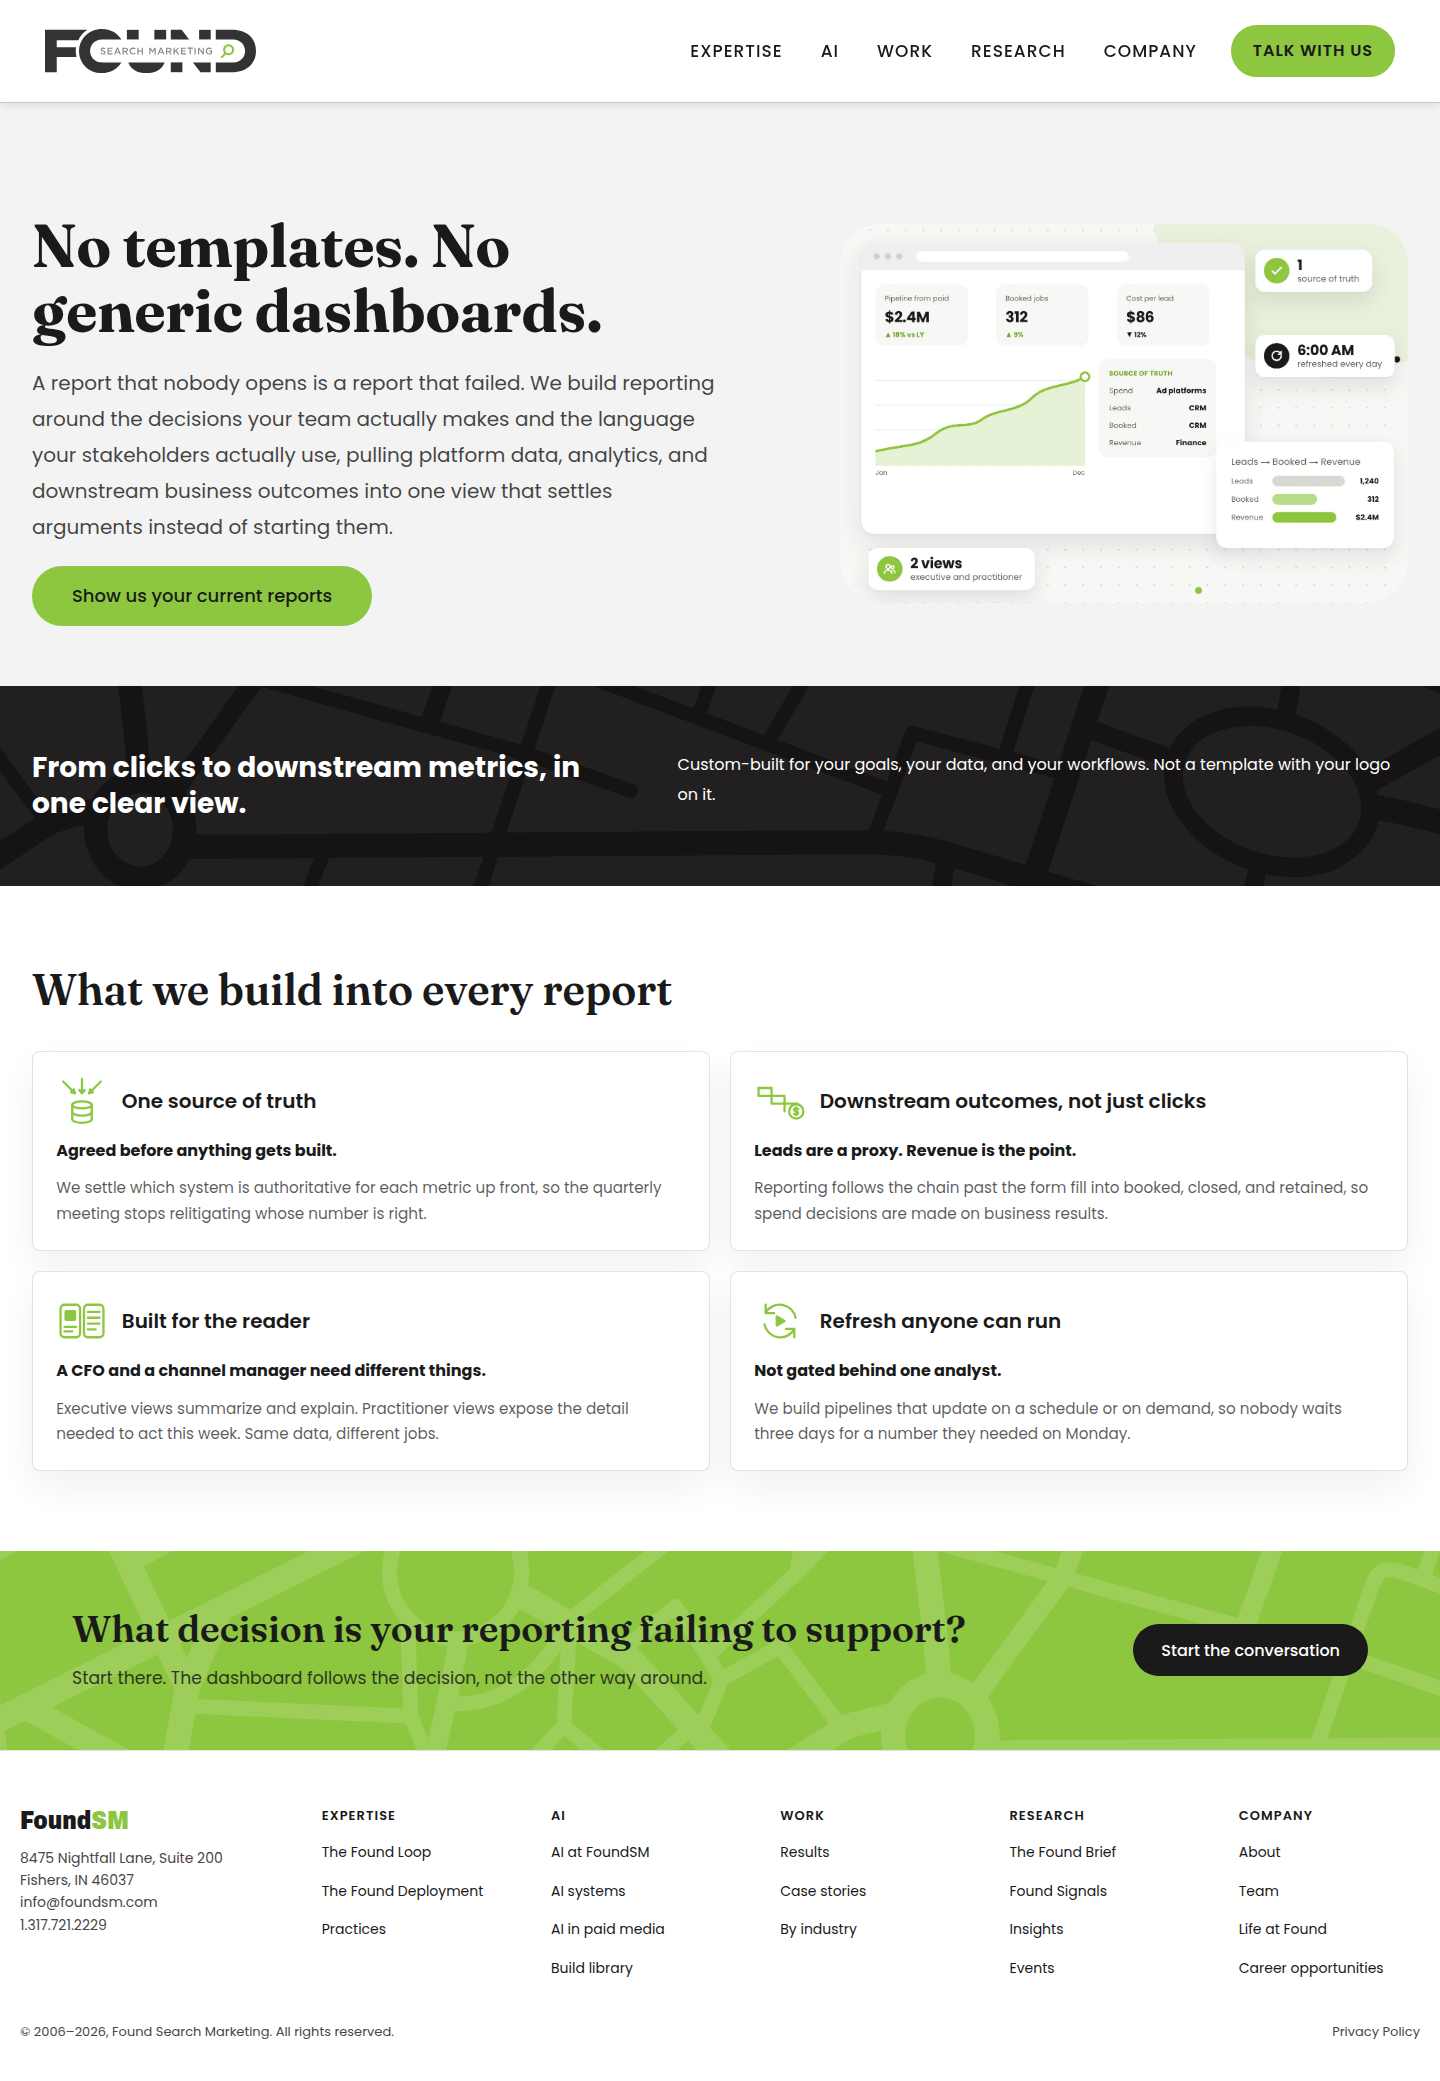 FOUND
SEARCH MARKETING
EXPERTISE
AI
WORK
RESEARCH
COMPANY
TALK WITH US
No templates. No
generic dashboards.
A report that nobody opens is a report that failed. We build reporting
around the decisions your team actually makes and the language
your stakeholders actually use, pulling platform data, analytics, and
downstream business outcomes into one view that settles
arguments instead of starting them.
Show us your current reports
Pipeline from paid
$2.4M
▲ 18% vs LY
Booked jobs
312
▲ 9%
Cost per lead
$86
▼ 12%
Jan
Dec
SOURCE OF TRUTH
Spend Ad platforms
Leads CRM
Booked CRM
Revenue Finance
1
source of truth
6:00 AM
refreshed every day
Leads → Booked → Revenue
Leads 1,240
Booked 312
Revenue $2.4M
2 views
executive and practitioner
From clicks to downstream metrics, in
one clear view.
Custom-built for your goals, your data, and your workflows. Not a template with your logo
on it.
What we build into every report
One source of truth
Agreed before anything gets built.
We settle which system is authoritative for each metric up front, so the quarterly
meeting stops relitigating whose number is right.
$
Downstream outcomes, not just clicks
Leads are a proxy. Revenue is the point.
Reporting follows the chain past the form fill into booked, closed, and retained, so
spend decisions are made on business results.
Built for the reader
A CFO and a channel manager need different things.
Executive views summarize and explain. Practitioner views expose the detail
needed to act this week. Same data, different jobs.
Refresh anyone can run
Not gated behind one analyst.
We build pipelines that update on a schedule or on demand, so nobody waits
three days for a number they needed on Monday.
What decision is your reporting failing to support?
Start there. The dashboard follows the decision, not the other way around.
Start the conversation
FoundSM
8475 Nightfall Lane, Suite 200
Fishers, IN 46037
info@foundsm.com
1.317.721.2229
EXPERTISE
The Found Loop
The Found Deployment
Practices
AI
AI at FoundSM
AI systems
AI in paid media
Build library
WORK
Results
Case stories
By industry
RESEARCH
The Found Brief
Found Signals
Insights
Events
COMPANY
About
Team
Life at Found
Career opportunities
© 2006–2026, Found Search Marketing. All rights reserved.
Privacy Policy